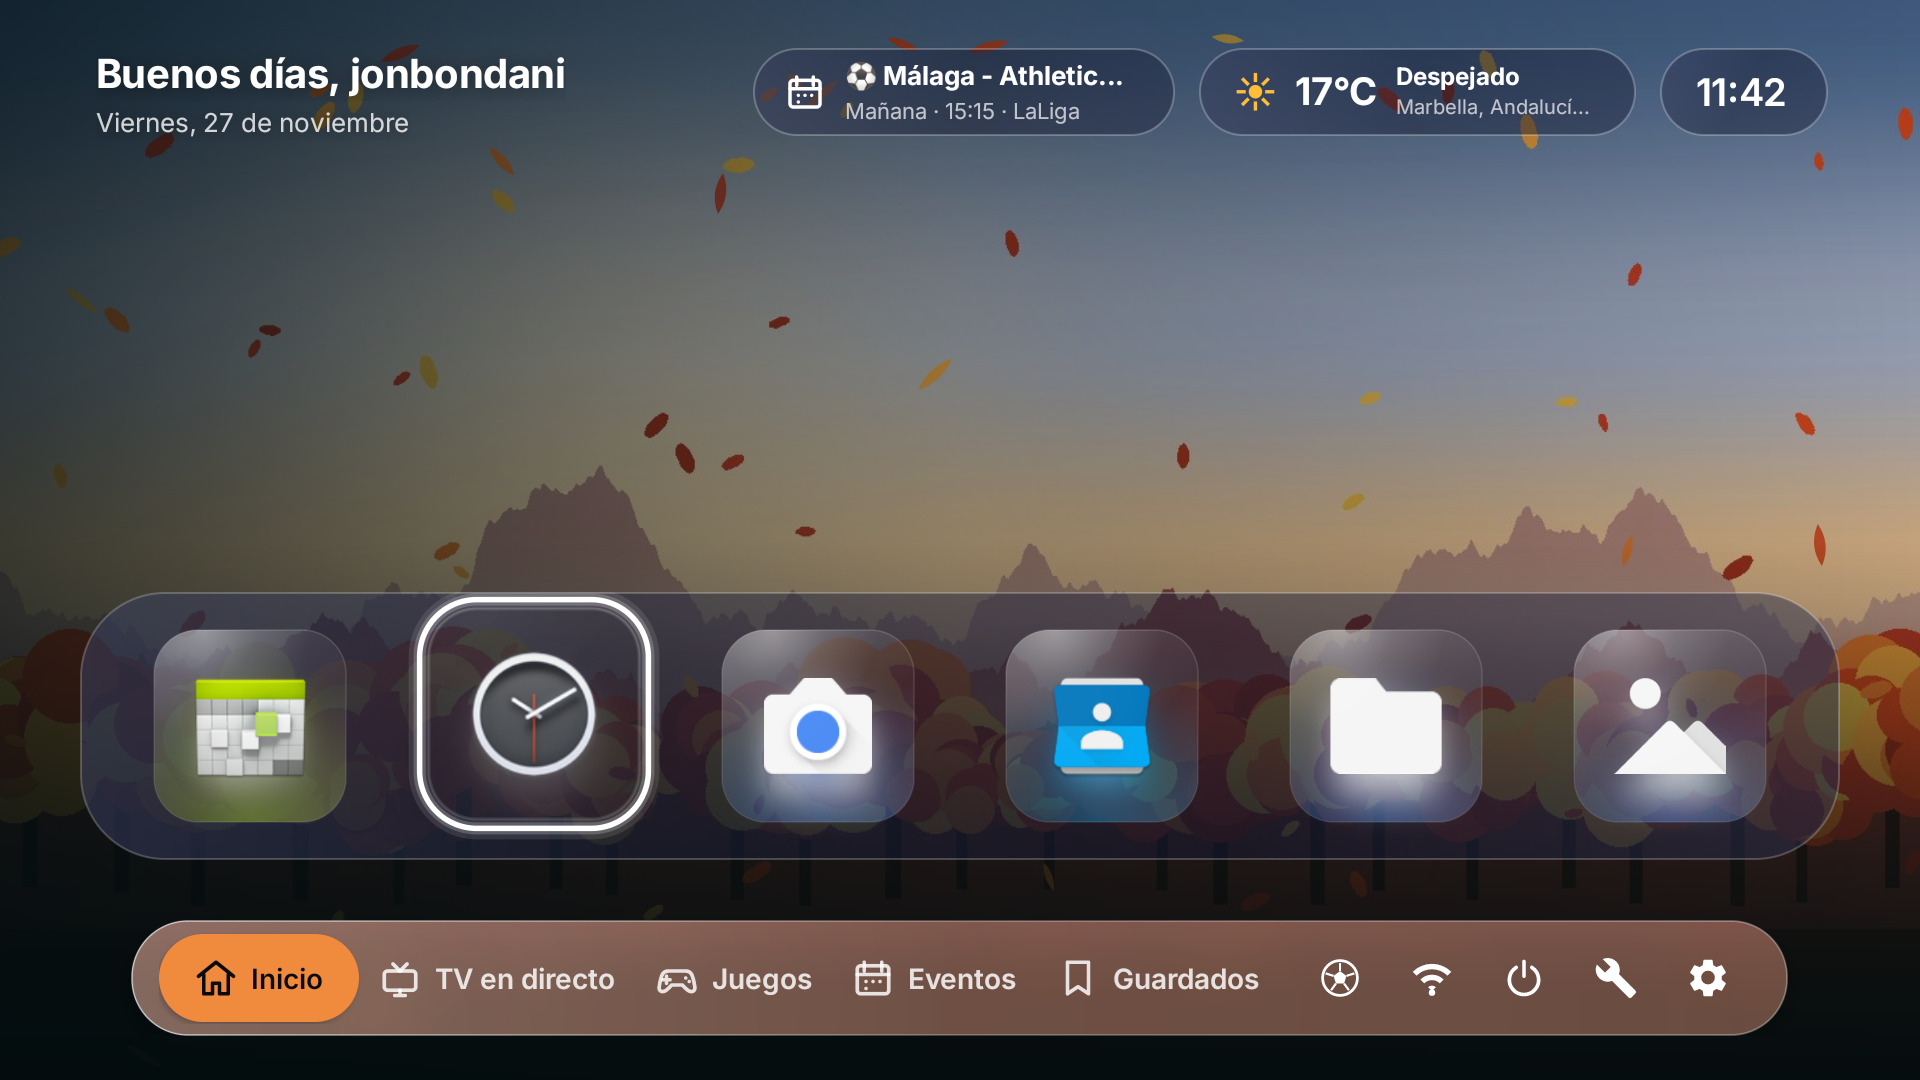 Buenos días, jonbondani
Viernes, 27 de noviembre
⚽ Málaga - Athletic...
Mañana · 15:15 · LaLiga
17°C
Despejado
Marbella, Andalucí...
11:42
Inicio
TV en directo
Juegos
Eventos
Guardados